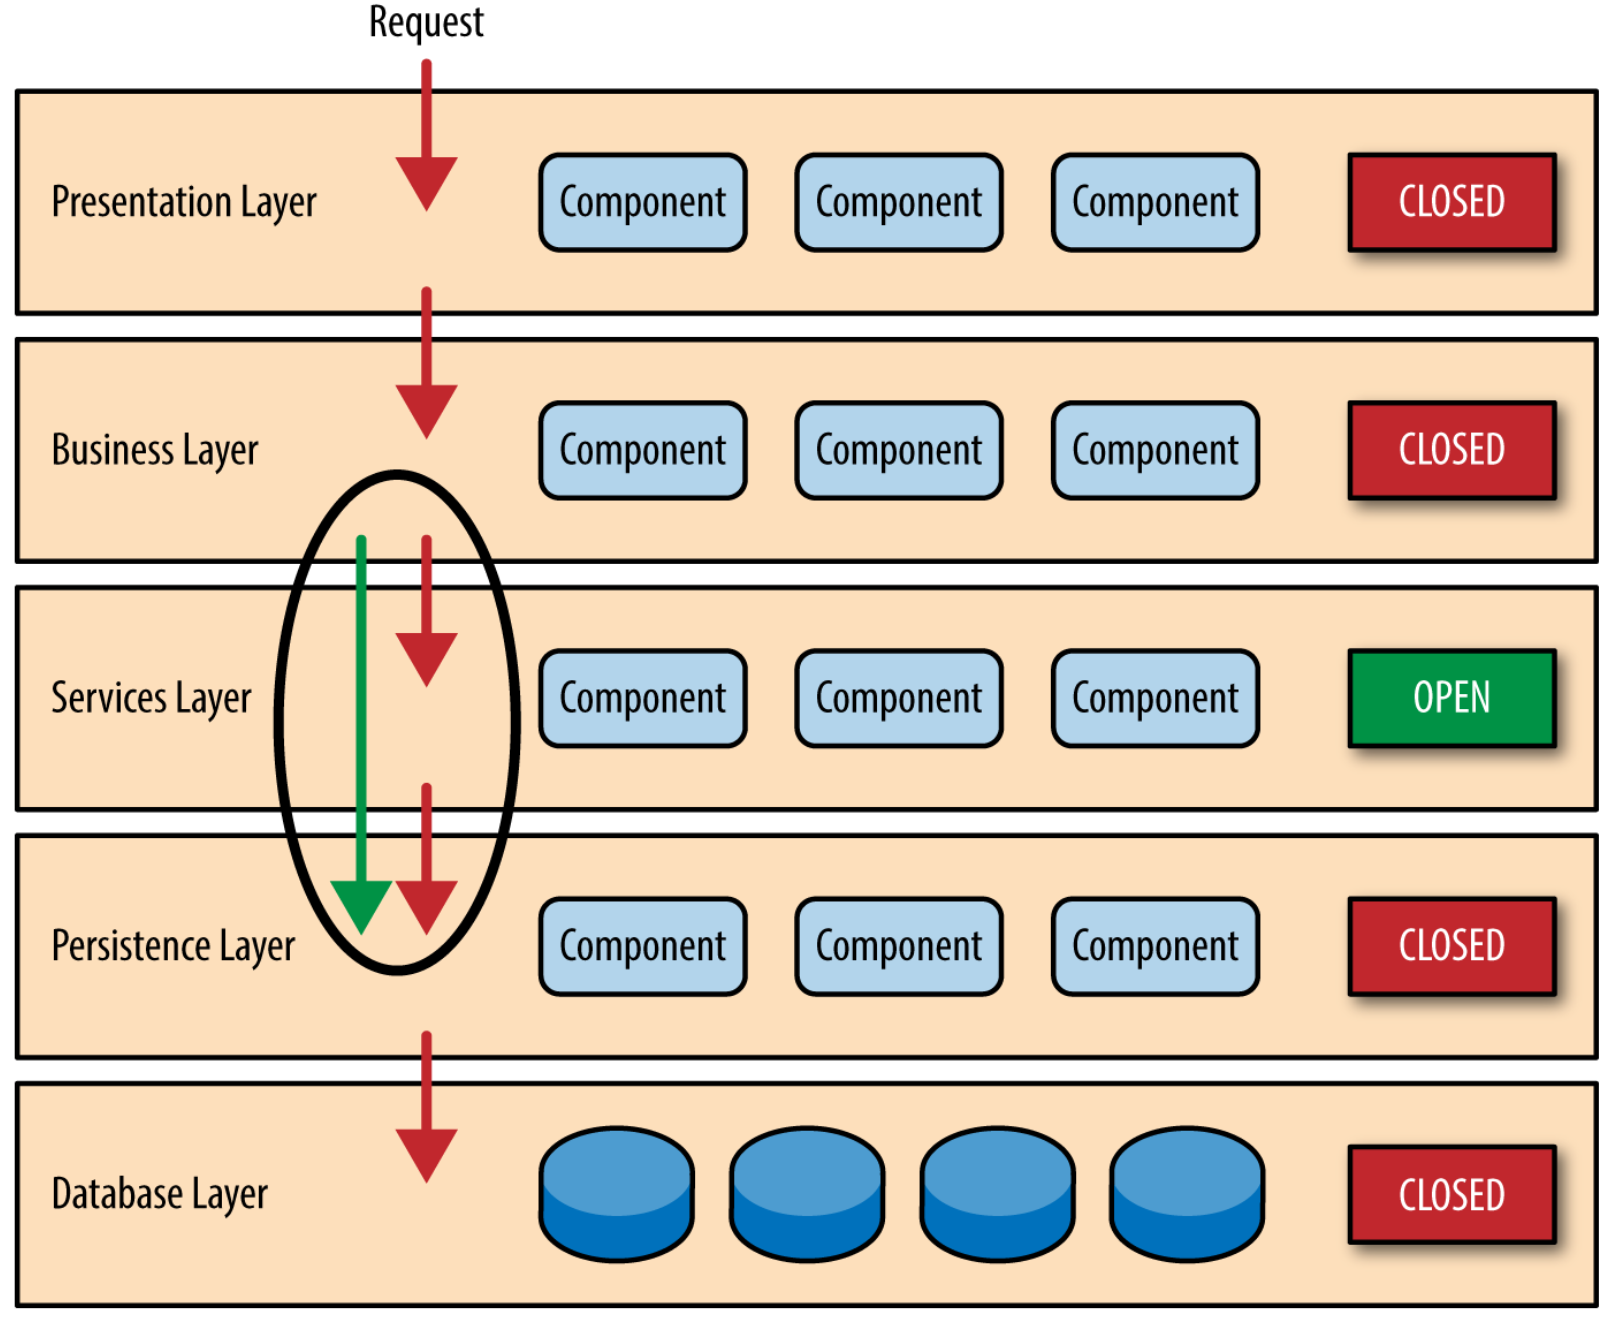 Request
Presentation Layer Component Component Component CLOSED
Business Layer Component Component Component CLOSED
Services Layer Component Component Component OPEN
Persistence Layer Component Component Component CLOSED
Database Layer CLOSED